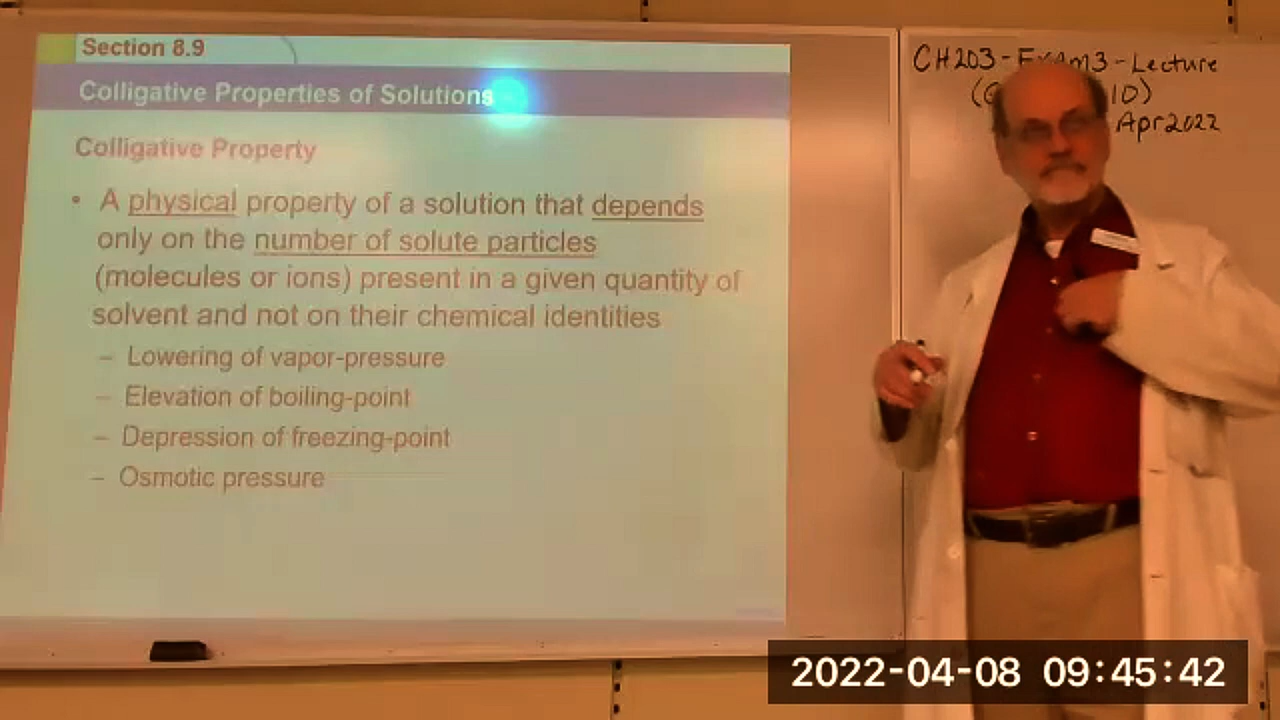 Section 8.9
Colligative Properties of Solutions
Colligative Property
• A physical property of a solution that depends
only on the number of solute particles
(molecules or ions) present in a given quantity of
solvent and not on their chemical identities
– Lowering of vapor-pressure
– Elevation of boiling-point
– Depression of freezing-point
– Osmotic pressure
CH203-Exam3-Lecture
10)
Apr2022
2022-04-08 09:45:42